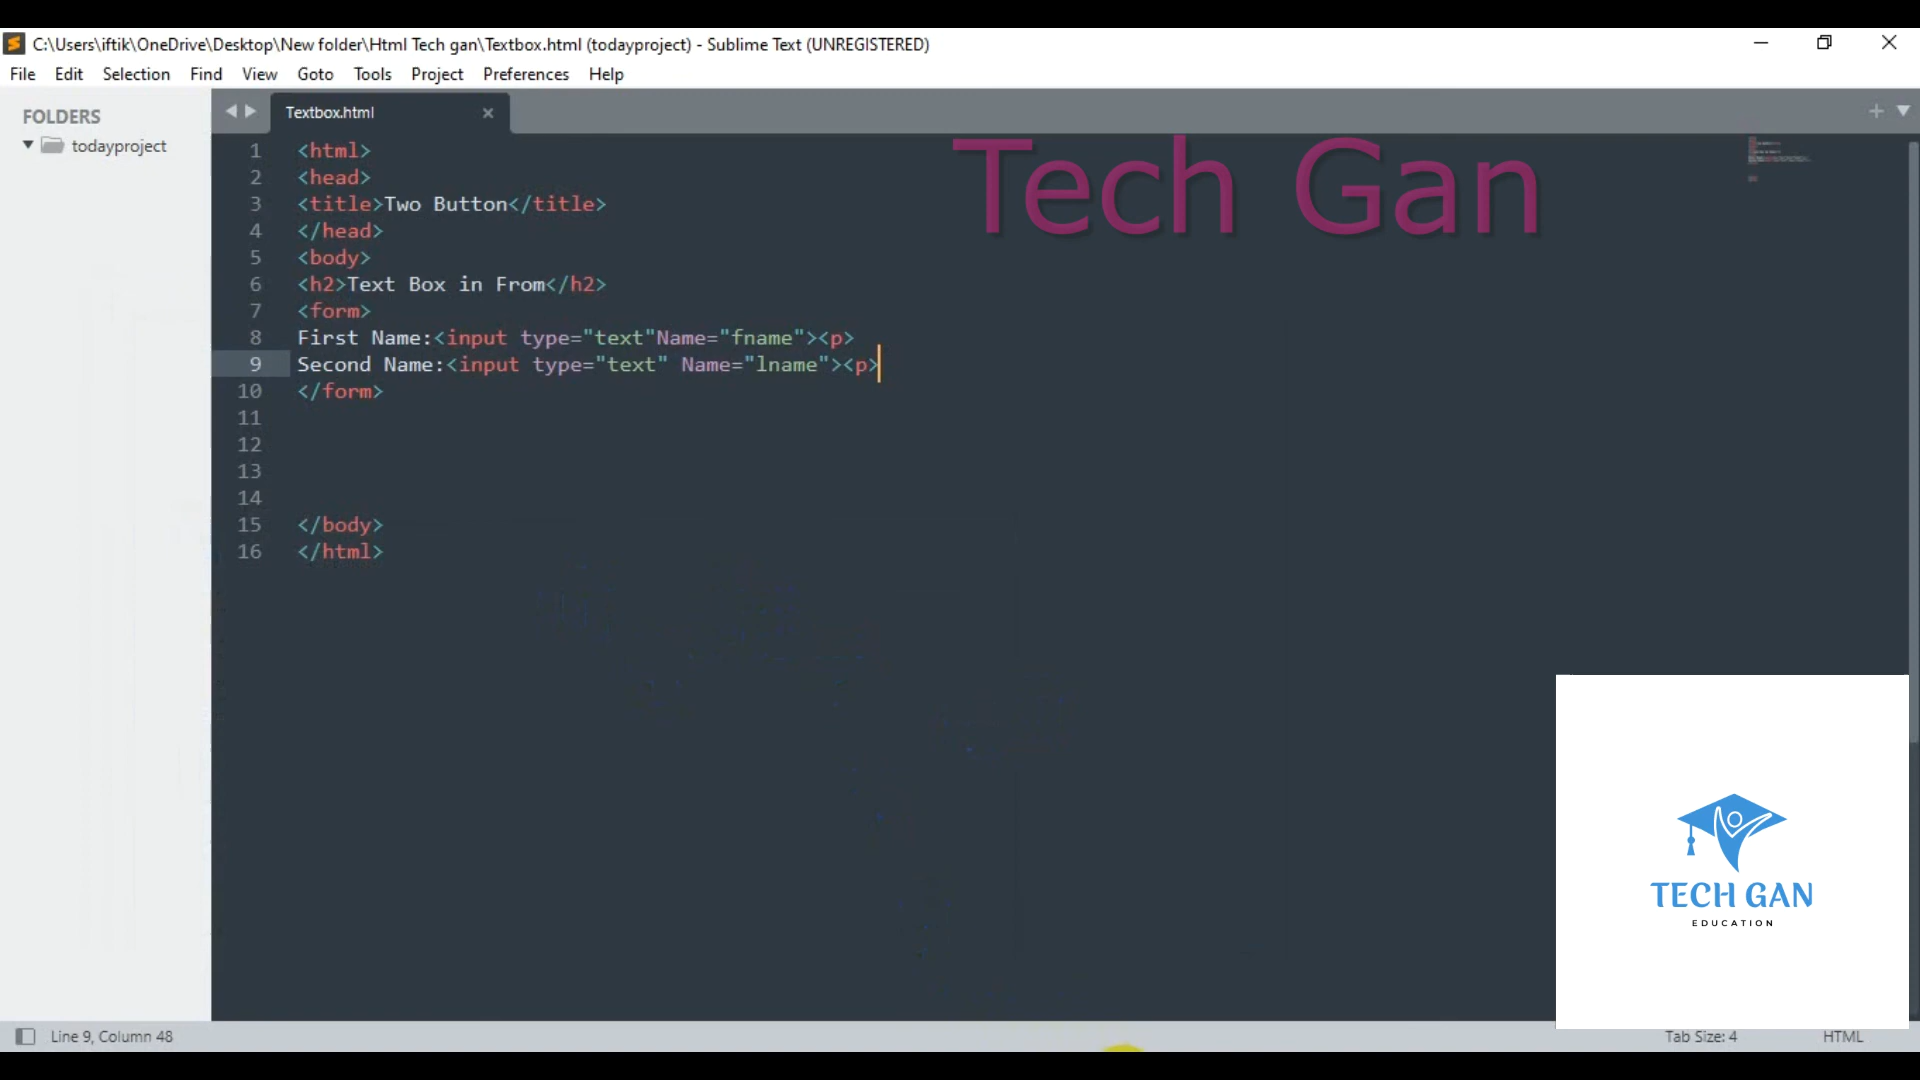 C:\Users\iftik\OneDrive\Desktop\New folder\Html Tech gan\Textbox.html (todayproject) - Sublime Text (UNREGISTERED)
File Edit Selection Find View Goto Tools Project Preferences Help
FOLDERS
todayproject
Textbox.html
Tech Gan
1 <html>
2 <head>
3 <title>Two Button</title>
4 </head>
5 <body>
6 <h2>Text Box in From</h2>
7 <form>
8 First Name:<input type="text"Name="fname"><p>
9 Second Name:<input type="text" Name="lname"><p>
10 </form>
11
12
13
14
15 </body>
16 </html>
TECH GAN
EDUCATION
Line 9, Column 48
Tab Size: 4
HTML